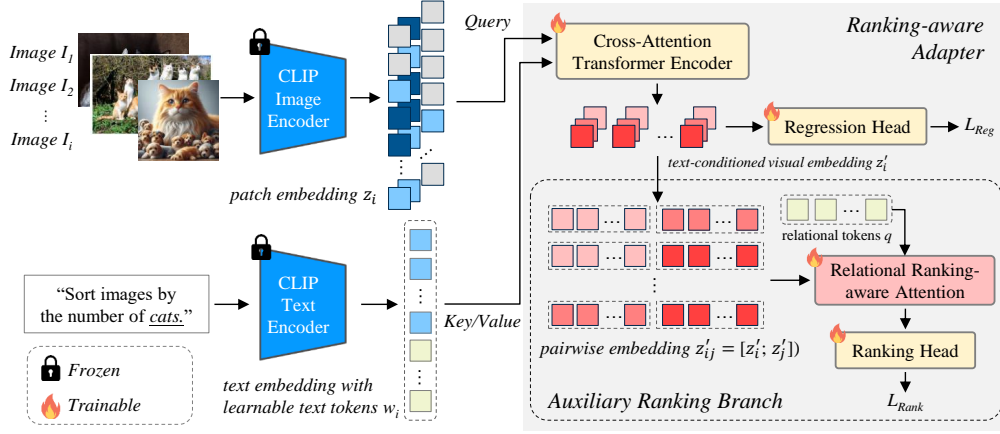 Image I1
Image I2
⋮
Image Ii
CLIP
Image
Encoder
patch embedding zi
Query
Cross-Attention
Transformer Encoder
Ranking-aware
Adapter
...
Regression Head
LReg
text-conditioned visual embedding z′i
... ...
... ...
⋮
... ...
...
relational tokens q
Relational Ranking-
aware Attention
pairwise embedding z′ij = [z′i; z′j])
Ranking Head
LRank
Auxiliary Ranking Branch
“Sort images by
the number of cats.”
CLIP
Text
Encoder
Key/Value
text embedding with
learnable text tokens wi
Frozen
Trainable